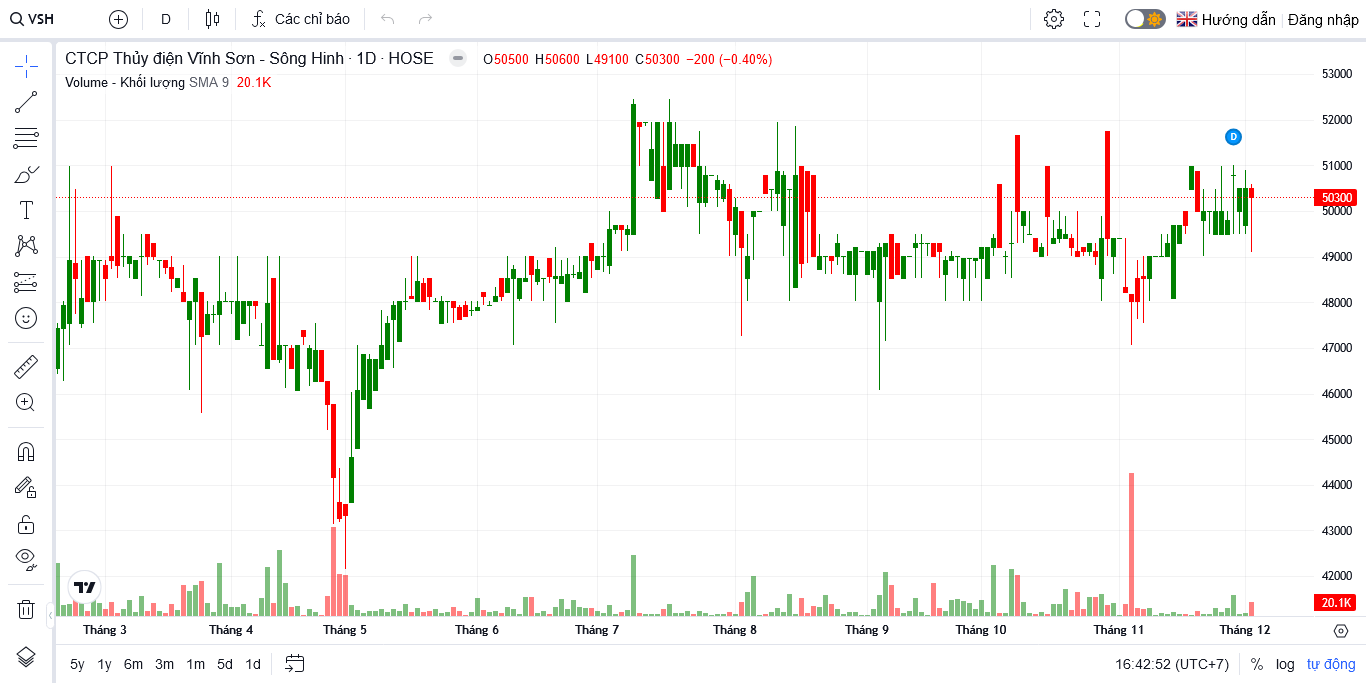 VSH D Các chỉ báo Hướng dẫn Đăng nhập
CTCP Thủy điện Vĩnh Sơn - Sông Hinh · 1D · HOSE O50500 H50600 L49100 C50300 −200 (−0.40%)
Volume - Khối lượng SMA 9 20.1K
53000
52000
D
51000
50300
50000
49000
48000
47000
46000
45000
44000
43000
42000
20.1K
Tháng 3 Tháng 4 Tháng 5 Tháng 6 Tháng 7 Tháng 8 Tháng 9 Tháng 10 Tháng 11 Tháng 12
5y 1y 6m 3m 1m 5d 1d 16:42:52 (UTC+7) % log tự động